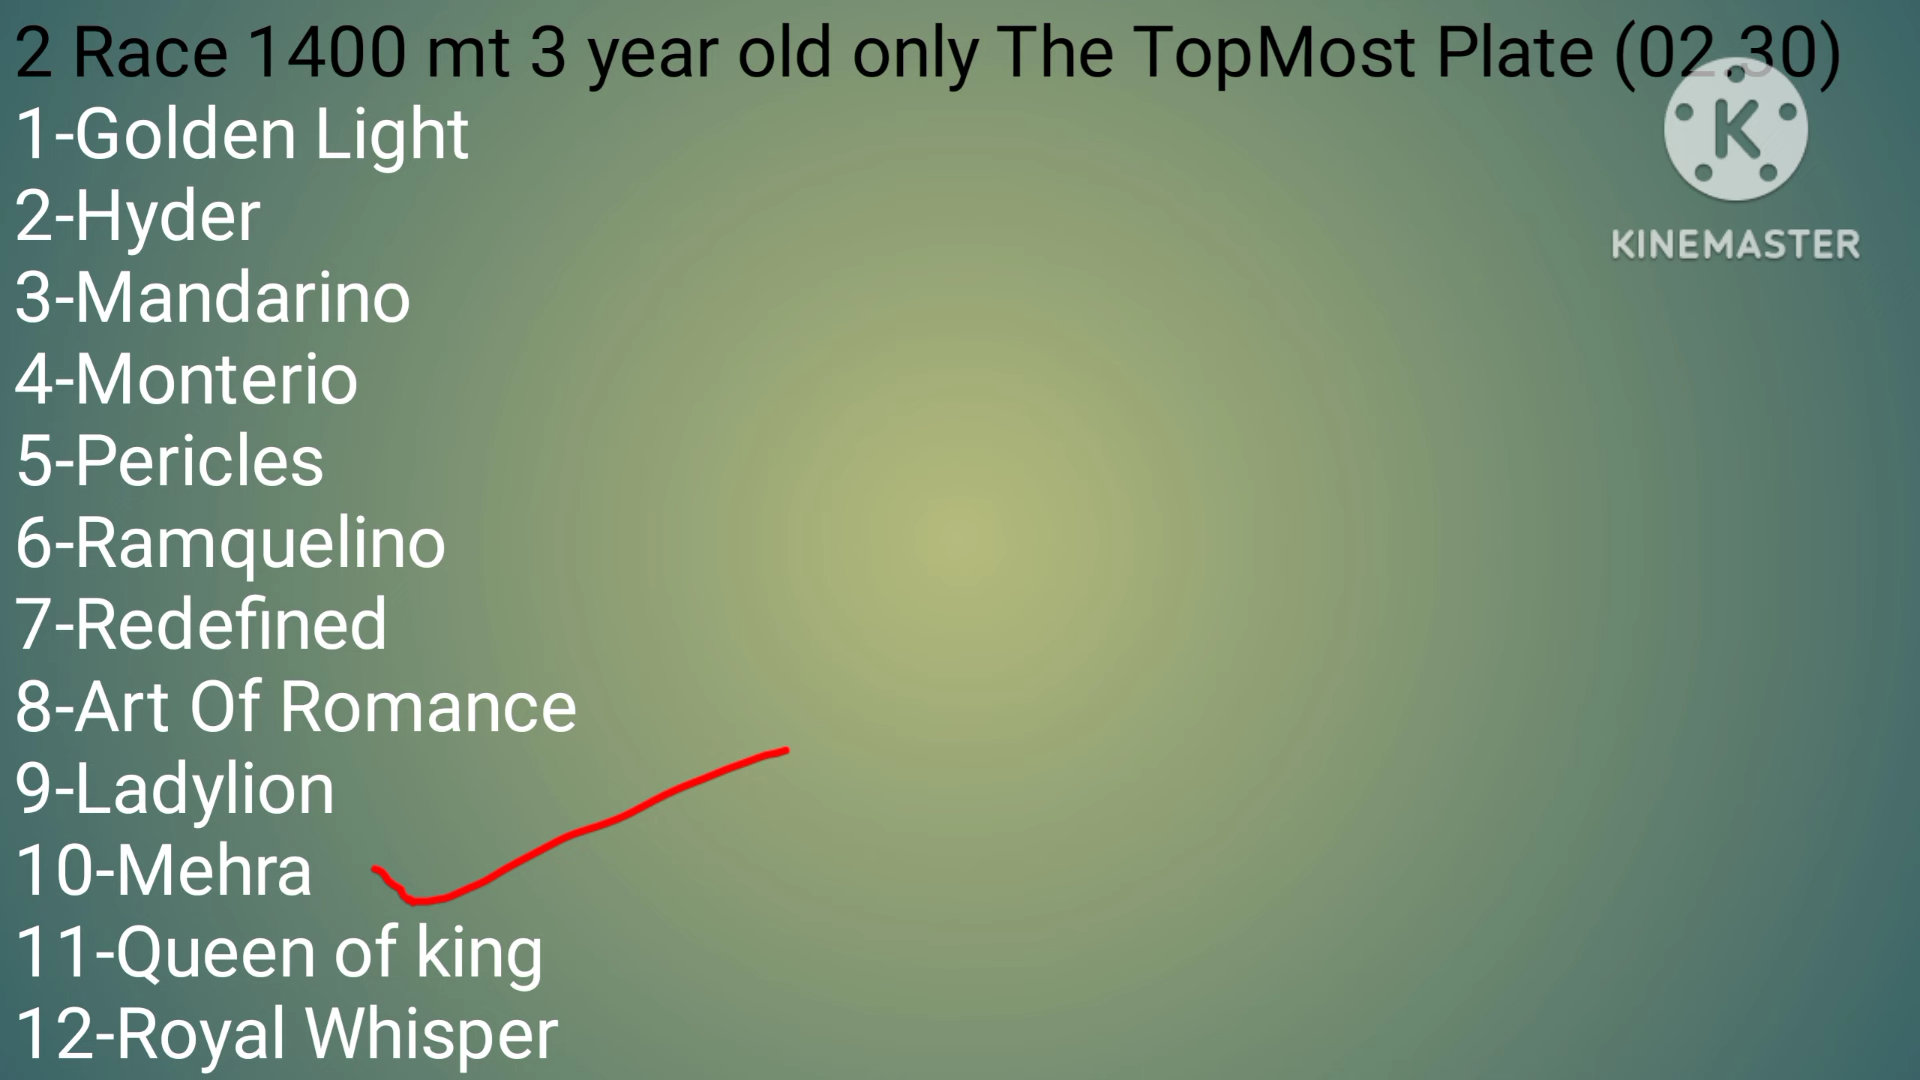 2 Race 1400 mt 3 year old only The TopMost Plate (02.30)
1-Golden Light
2-Hyder
3-Mandarino
4-Monterio
5-Pericles
6-Ramquelino
7-Redefined
8-Art Of Romance
9-Ladylion
10-Mehra
11-Queen of king
12-Royal Whisper
K
KINEMASTER